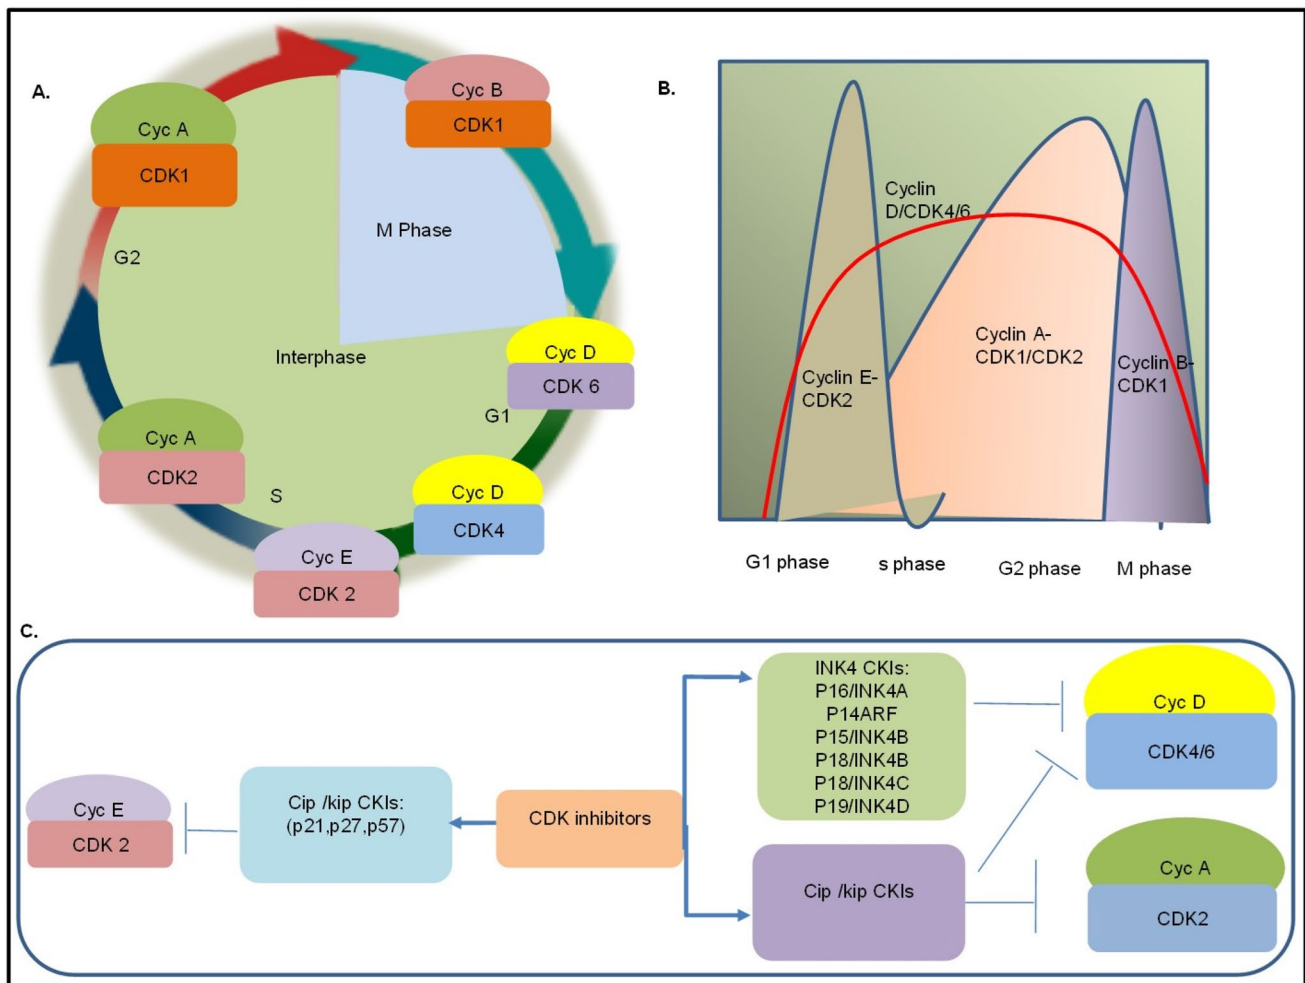 A.
Cyc A
CDK1
Cyc B
CDK1
M Phase
G2
Interphase
Cyc D
CDK 6
G1
Cyc A
CDK2
S
Cyc D
CDK4
Cyc E
CDK 2
B.
Cyclin
D/CDK4/6
Cyclin A-
CDK1/CDK2
Cyclin E-
CDK2
Cyclin B-
CDK1
G1 phase
s phase
G2 phase
M phase
C.
Cyc E
CDK 2
Cip /kip CKIs:
(p21,p27,p57)
CDK inhibitors
INK4 CKIs:
P16/INK4A
P14ARF
P15/INK4B
P18/INK4B
P18/INK4C
P19/INK4D
Cip /kip CKIs
Cyc D
CDK4/6
Cyc A
CDK2